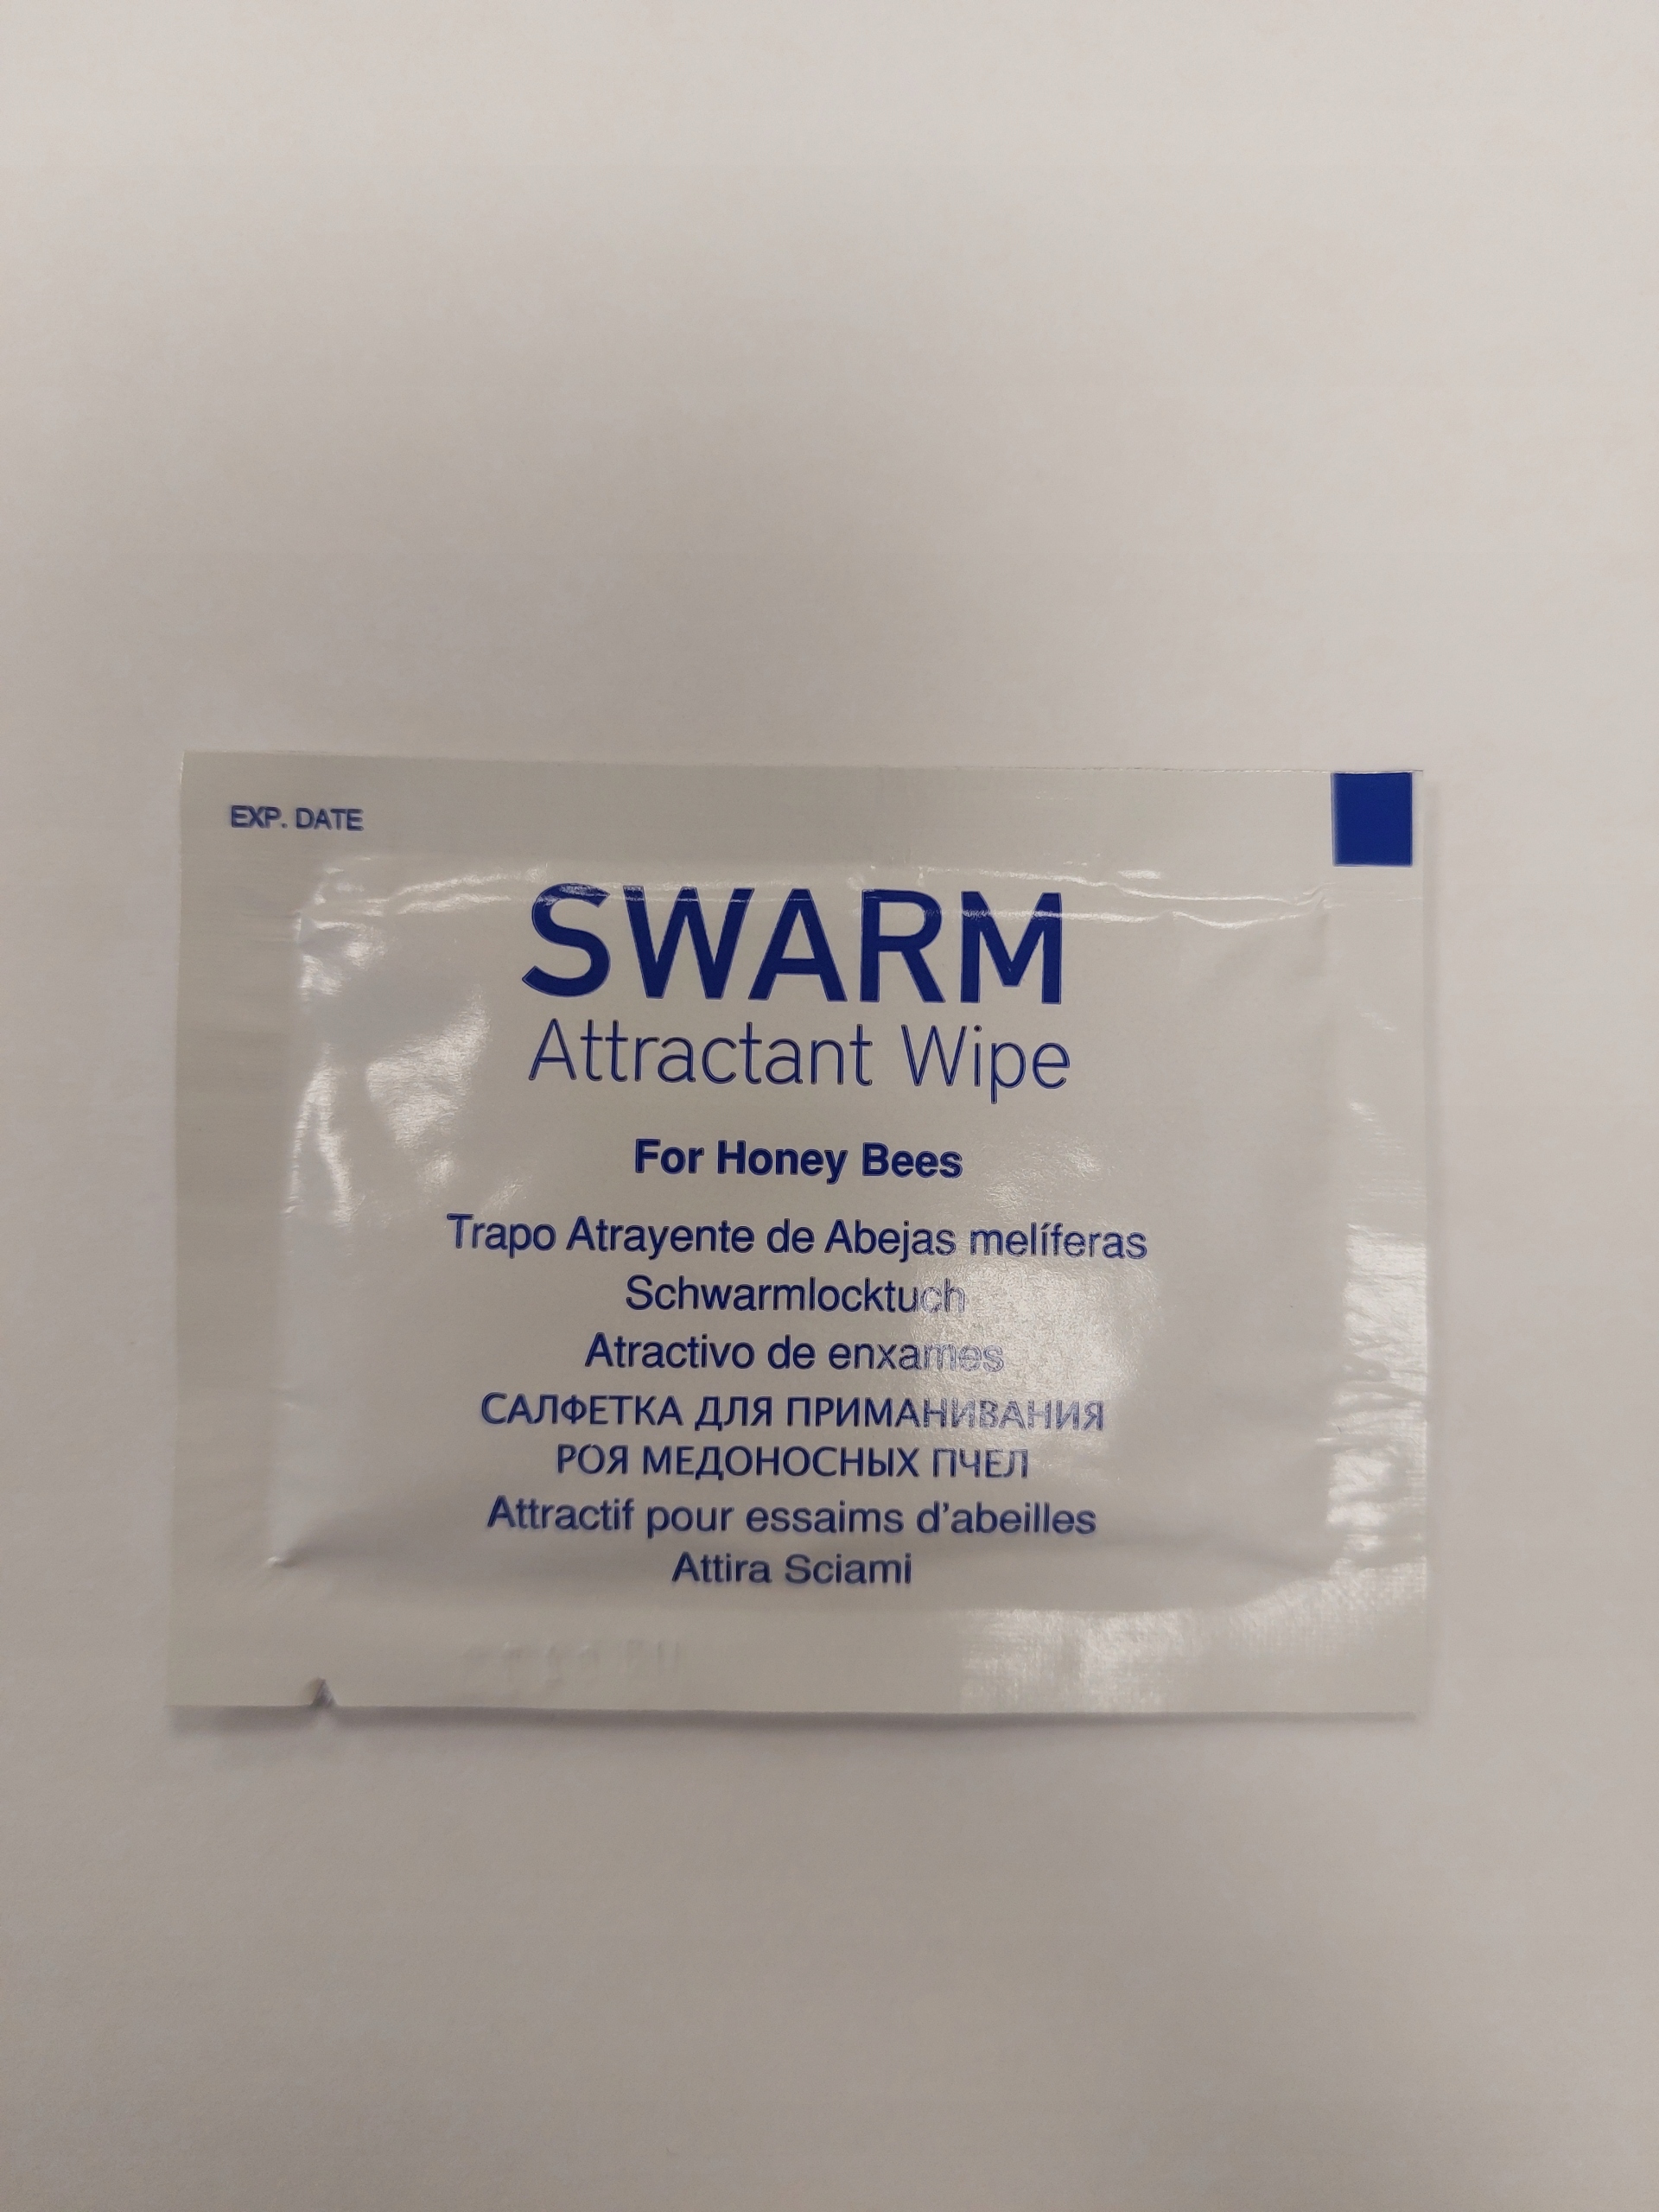 EXP. DATE
SWARM
Attractant Wipe
For Honey Bees
Trapo Atrayente de Abejas melíferas
Schwarmlocktuch
Atractivo de enxames
САЛФЕТКА ДЛЯ ПРИМАНИВАНИЯ
РОЯ МЕДОНОСНЫХ ПЧЕЛ
Attractif pour essaims d'abeilles
Attira Sciami